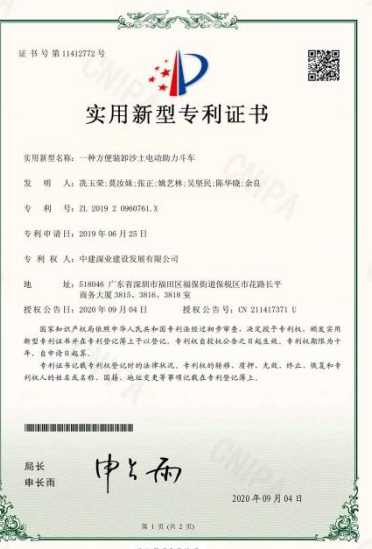 证书号第11412772号
实用新型专利证书
实用新型名称：一种方便装卸沙土电动助力斗车
发 明 人：冼玉荣;莫汝妹;张正;姚艺林;吴坚民;陈华晓;余良
专 利 号：ZL 2019 2 0960761.X
专利申请日：2019年06月25日
专 利 权 人：中建深业建设发展有限公司
地 址：518046 广东省深圳市福田区福保街道保税区市花路长平
商务大厦3815、3816、3818室
授权公告日：2020年09月04日 授权公告号：CN 211417371 U
国家知识产权局依照中华人民共和国专利法经过初步审查，决定授予专利权，颁发实用
新型专利证书并在专利登记簿上予以登记。专利权自授权公告之日起生效。专利权期限为十
年，自申请日起算。
专利证书记载专利权登记时的法律状况。专利权的转移、质押、无效、终止、恢复和专
利权人的姓名或名称、国籍、地址变更等事项记载在专利登记簿上。
局长
申长雨
申长雨
2020年09月04日
第 1 页 (共 2 页)
CNIPA